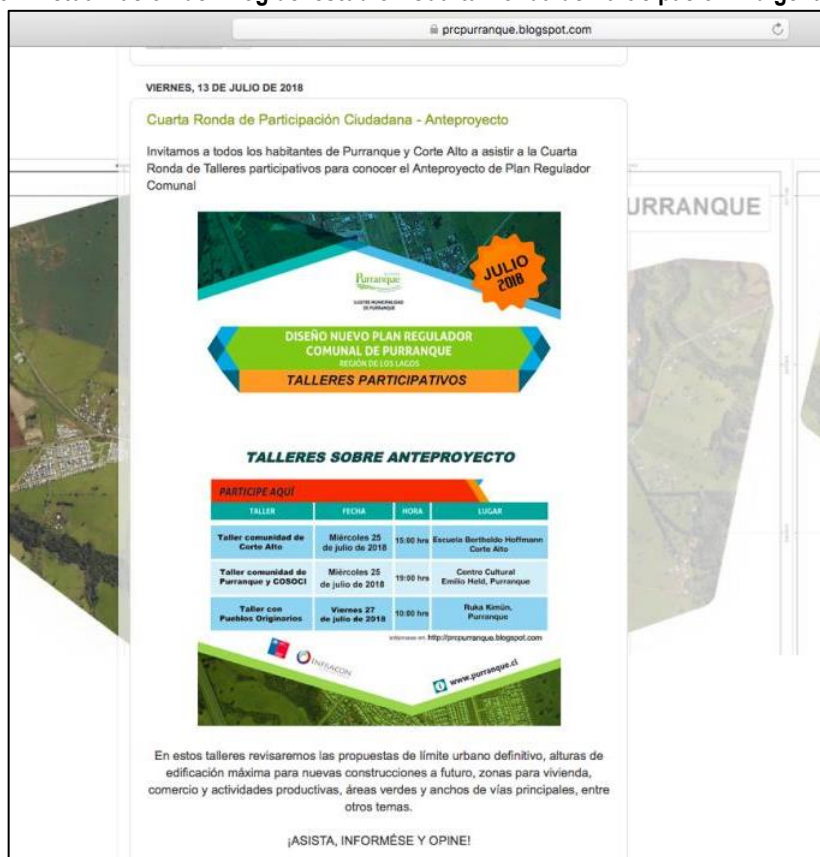 prcpurranque.blogspot.com
VIERNES, 13 DE JULIO DE 2018
Cuarta Ronda de Participación Ciudadana - Anteproyecto
Invitamos a todos los habitantes de Purranque y Corte Alto a asistir a la Cuarta
Ronda de Talleres participativos para conocer el Anteproyecto de Plan Regulador
Comunal
URRANQUE
JULIO
2018
Purranque
ILUSTRE MUNICIPALIDAD
DE PURRANQUE
DISEÑO NUEVO PLAN REGULADOR
COMUNAL DE PURRANQUE
REGIÓN DE LOS LAGOS
TALLERES PARTICIPATIVOS
TALLERES SOBRE ANTEPROYECTO
PARTICIPE AQUÍ
TALLER FECHA HORA LUGAR
Taller comunidad de Corte Alto Miércoles 25 de julio de 2018 15:00 hrs Escuela Bertholdo Hoffmann Corte Alto
Taller comunidad de Purranque y COSOCI Miércoles 25 de julio de 2018 19:00 hrs Centro Cultural Emilio Held, Purranque
Taller con Pueblos Originarios Viernes 27 de julio de 2018 10:00 hrs Ruka Kimün, Purranque
http://prcpurranque.blogspot.com
INFRACON
www.purranque.cl
En estos talleres revisaremos las propuestas de límite urbano definitivo, alturas de
edificación máxima para nuevas construcciones a futuro, zonas para vivienda,
comercio y actividades productivas, áreas verdes y anchos de vías principales, entre
otros temas.
¡ASISTA, INFORMÉSE Y OPINE!